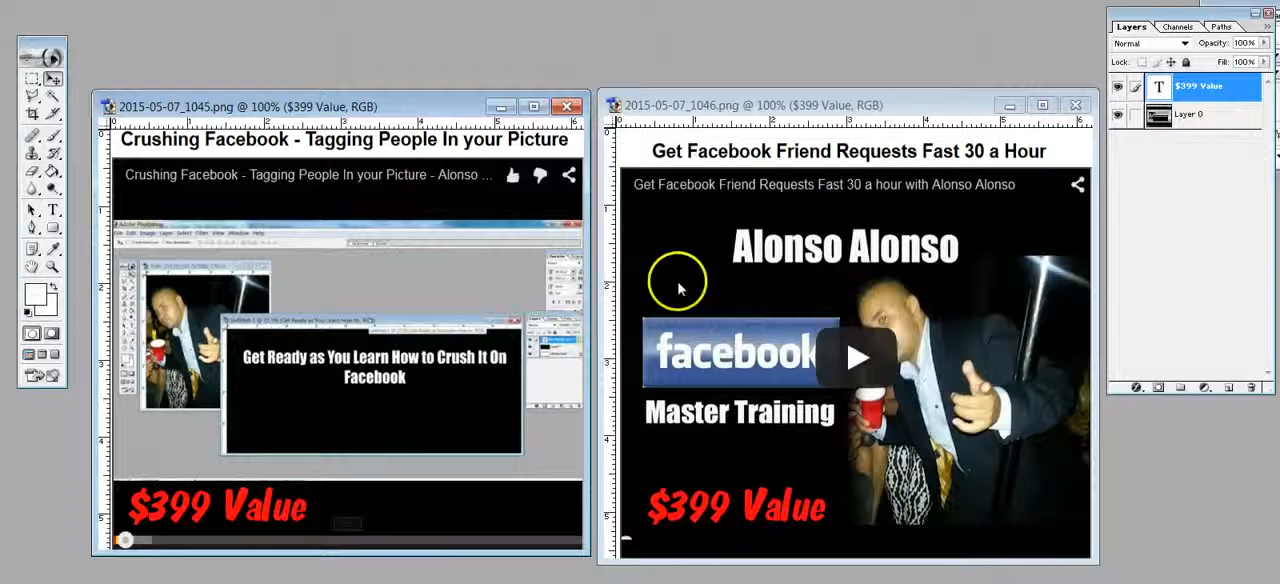 Layers Channels Paths
Normal Opacity: 100%
Lock: Fill: 100%
T $399 Value
Layer 0
2015-05-07_1045.png @ 100% ($399 Value, RGB)
Crushing Facebook - Tagging People In your Picture
Crushing Facebook - Tagging People In your Picture - Alonso ...
Get Ready as You Learn How to Crush It On
Facebook
$399 Value
2015-05-07_1046.png @ 100% ($399 Value, RGB)
Get Facebook Friend Requests Fast 30 a Hour
Get Facebook Friend Requests Fast 30 a hour with Alonso Alonso
Alonso Alonso
facebook
Master Training
$399 Value